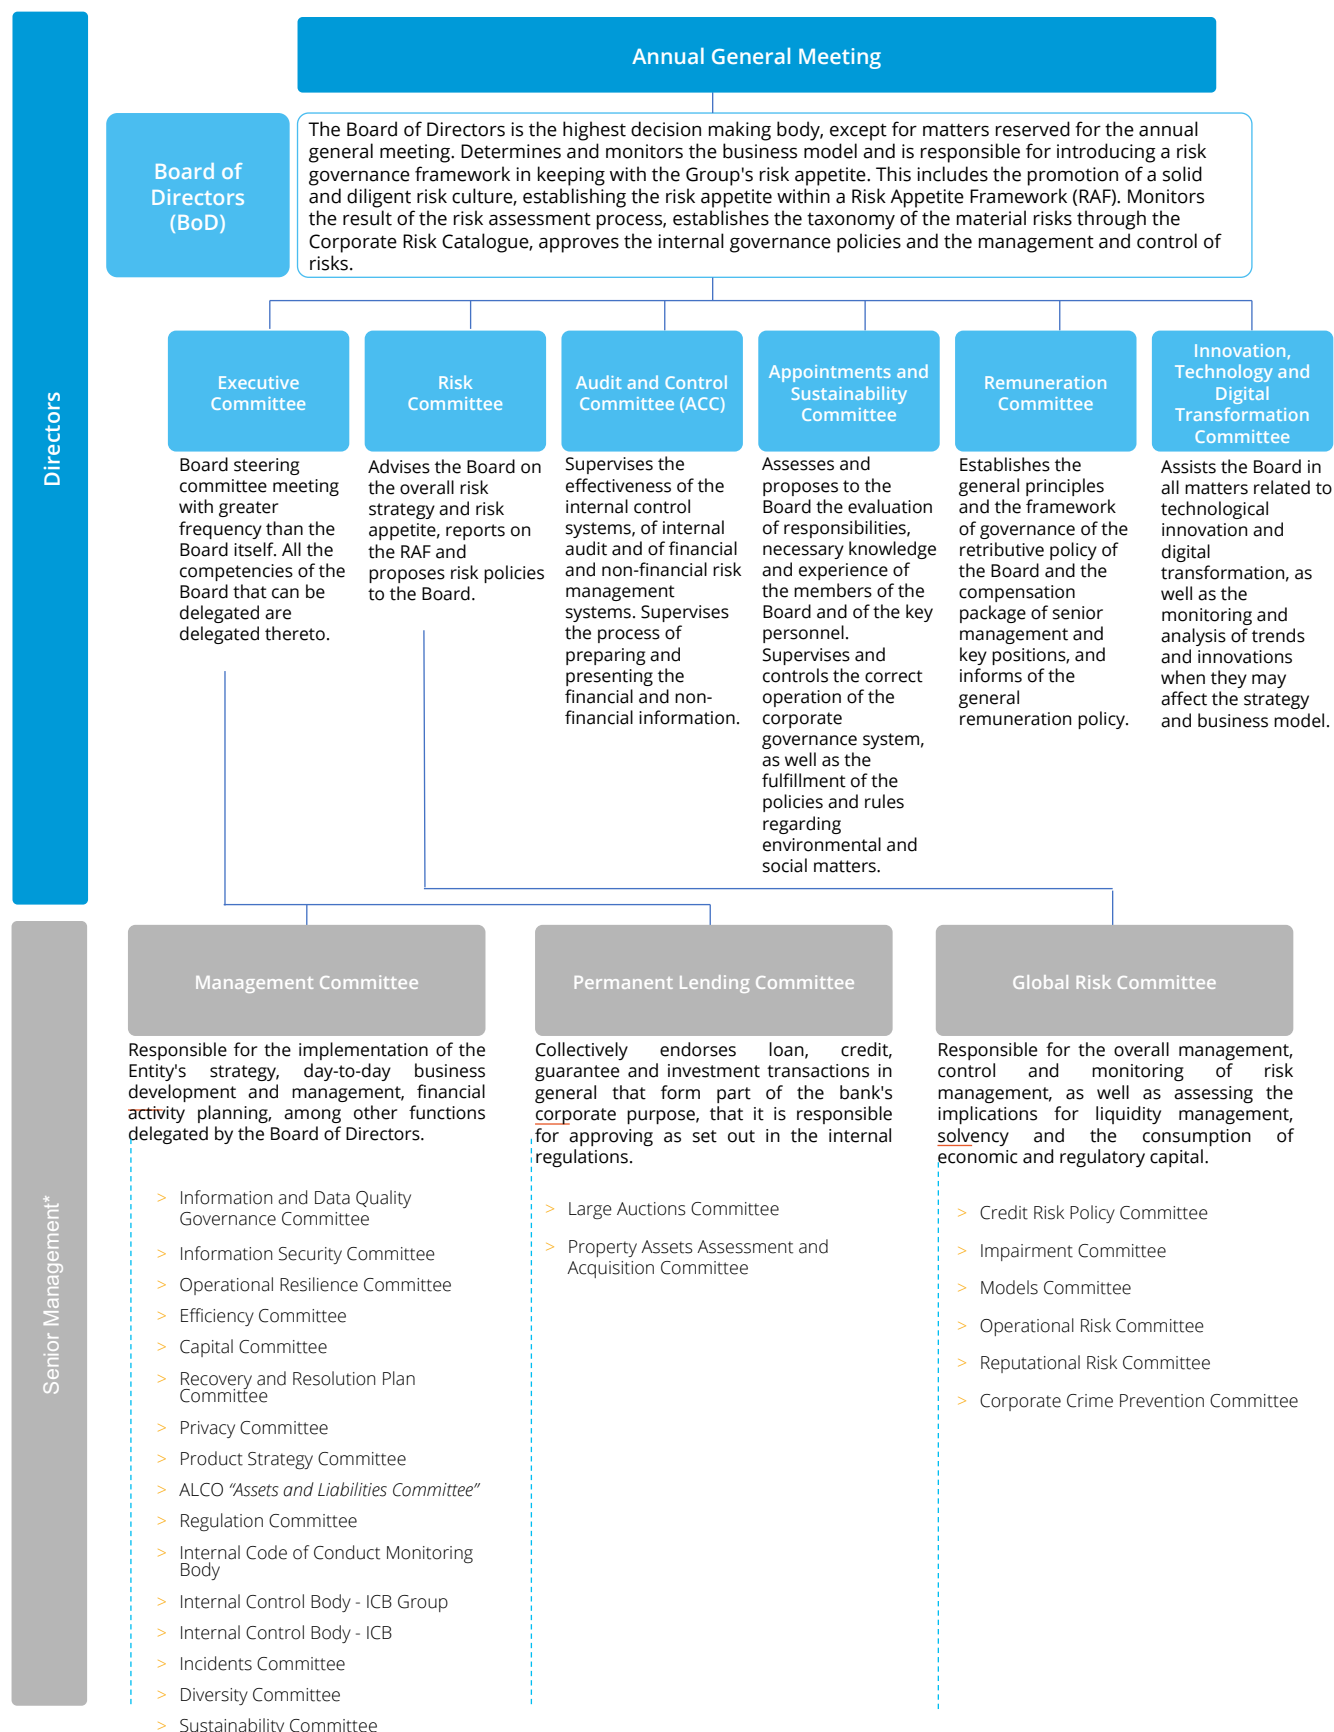 Annual General Meeting
Directors
Board of
Directors
(BoD)
The Board of Directors is the highest decision making body, except for matters reserved for the annual
general meeting. Determines and monitors the business model and is responsible for introducing a risk
governance framework in keeping with the Group's risk appetite. This includes the promotion of a solid
and diligent risk culture, establishing the risk appetite within a Risk Appetite Framework (RAF). Monitors
the result of the risk assessment process, establishes the taxonomy of the material risks through the
Corporate Risk Catalogue, approves the internal governance policies and the management and control of
risks.
Executive
Committee
Board steering
committee meeting
with greater
frequency than the
Board itself. All the
competencies of the
Board that can be
delegated are
delegated thereto.
Risk
Committee
Advises the Board on
the overall risk
strategy and risk
appetite, reports on
the RAF and
proposes risk policies
to the Board.
Audit and Control
Committee (ACC)
Supervises the
effectiveness of the
internal control
systems, of internal
audit and of financial
and non-financial risk
management
systems. Supervises
the process of
preparing and
presenting the
financial and non-
financial information.
Appointments and
Sustainability
Committee
Assesses and
proposes to the
Board the evaluation
of responsibilities,
necessary knowledge
and experience of
the members of the
Board and of the key
personnel.
Supervises and
controls the correct
operation of the
corporate
governance system,
as well as the
fulfillment of the
policies and rules
regarding
environmental and
social matters.
Remuneration
Committee
Establishes the
general principles
and the framework
of governance of the
retributive policy of
the Board and the
compensation
package of senior
management and
key positions, and
informs of the
general
remuneration policy.
Innovation,
Technology and
Digital
Transformation
Committee
Assists the Board in
all matters related to
technological
innovation and
digital
transformation, as
well as the
monitoring and
analysis of trends
and innovations
when they may
affect the strategy
and business model.
Senior Management*
Management Committee
Responsible for the implementation of the
Entity's strategy, day-to-day business
development and management, financial
activity planning, among other functions
delegated by the Board of Directors.
> Information and Data Quality
Governance Committee
> Information Security Committee
> Operational Resilience Committee
> Efficiency Committee
> Capital Committee
> Recovery and Resolution Plan
Committee
> Privacy Committee
> Product Strategy Committee
> ALCO “Assets and Liabilities Committee”
> Regulation Committee
> Internal Code of Conduct Monitoring
Body
> Internal Control Body - ICB Group
> Internal Control Body - ICB
> Incidents Committee
> Diversity Committee
> Sustainability Committee
Permanent Lending Committee
Collectively endorses loan, credit,
guarantee and investment transactions in
general that form part of the bank's
corporate purpose, that it is responsible
for approving as set out in the internal
regulations.
> Large Auctions Committee
> Property Assets Assessment and
Acquisition Committee
Global Risk Committee
Responsible for the overall management,
control and monitoring of risk
management, as well as assessing the
implications for liquidity management,
solvency and the consumption of
economic and regulatory capital.
> Credit Risk Policy Committee
> Impairment Committee
> Models Committee
> Operational Risk Committee
> Reputational Risk Committee
> Corporate Crime Prevention Committee